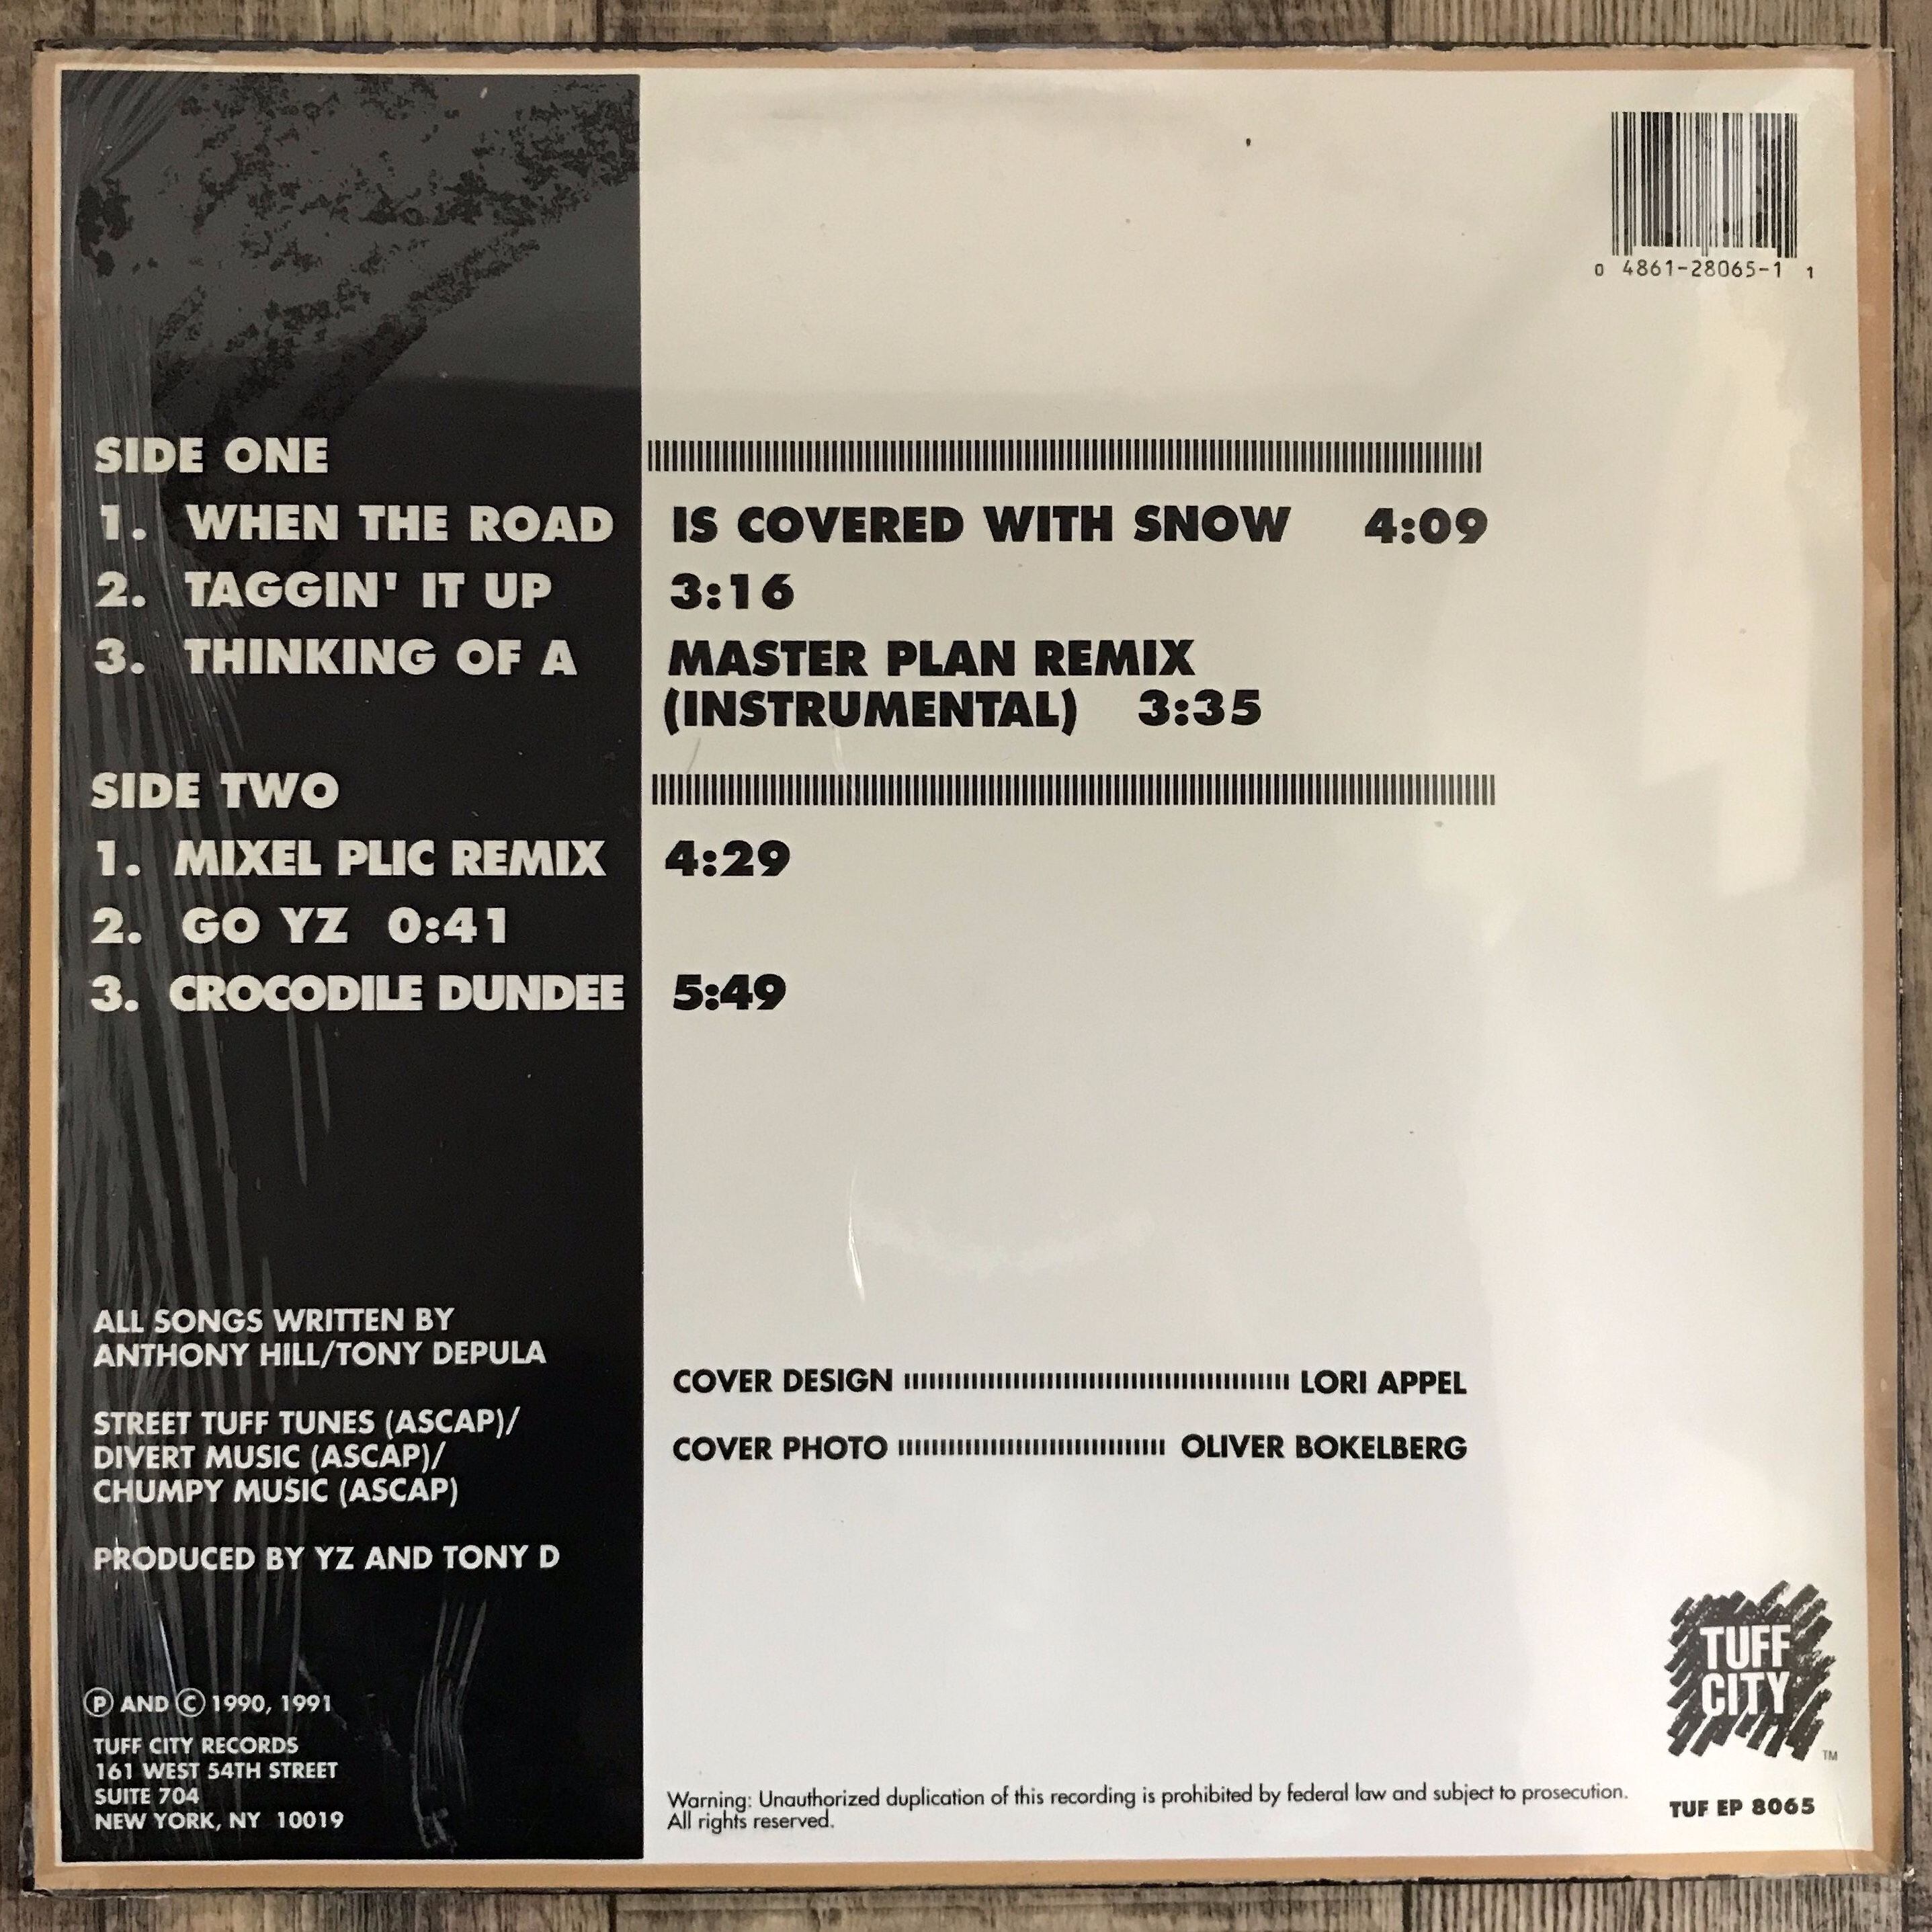 0 4861-28065-1 1
SIDE ONE
1. WHEN THE ROAD IS COVERED WITH SNOW 4:09
2. TAGGIN' IT UP 3:16
3. THINKING OF A MASTER PLAN REMIX
(INSTRUMENTAL) 3:35
SIDE TWO
1. MIXEL PLIC REMIX 4:29
2. GO YZ 0:41
3. CROCODILE DUNDEE 5:49
ALL SONGS WRITTEN BY
ANTHONY HILL/TONY DEPULA
STREET TUFF TUNES (ASCAP)/
DIVERT MUSIC (ASCAP)/
CHUMPY MUSIC (ASCAP)
PRODUCED BY YZ AND TONY D
COVER DESIGN LORI APPEL
COVER PHOTO OLIVER BOKELBERG
Ⓟ AND © 1990, 1991
TUFF CITY RECORDS
161 WEST 54TH STREET
SUITE 704
NEW YORK, NY 10019
Warning: Unauthorized duplication of this recording is prohibited by federal law and subject to prosecution.
All rights reserved.
TUFF
CITY
TM
TUF EP 8065